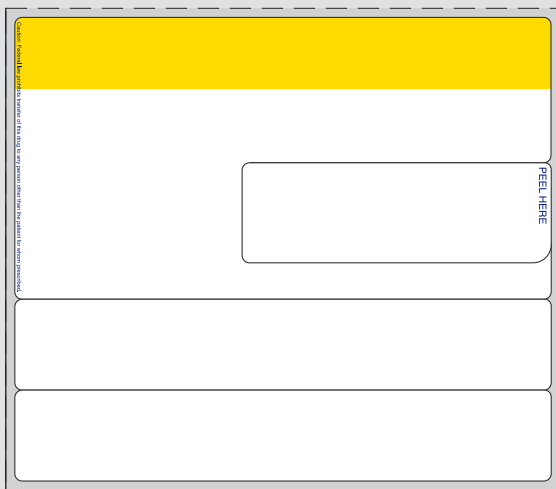 Caution: Federal law prohibits transfer of this drug to any person other than the patient for whom prescribed.
PEEL HERE